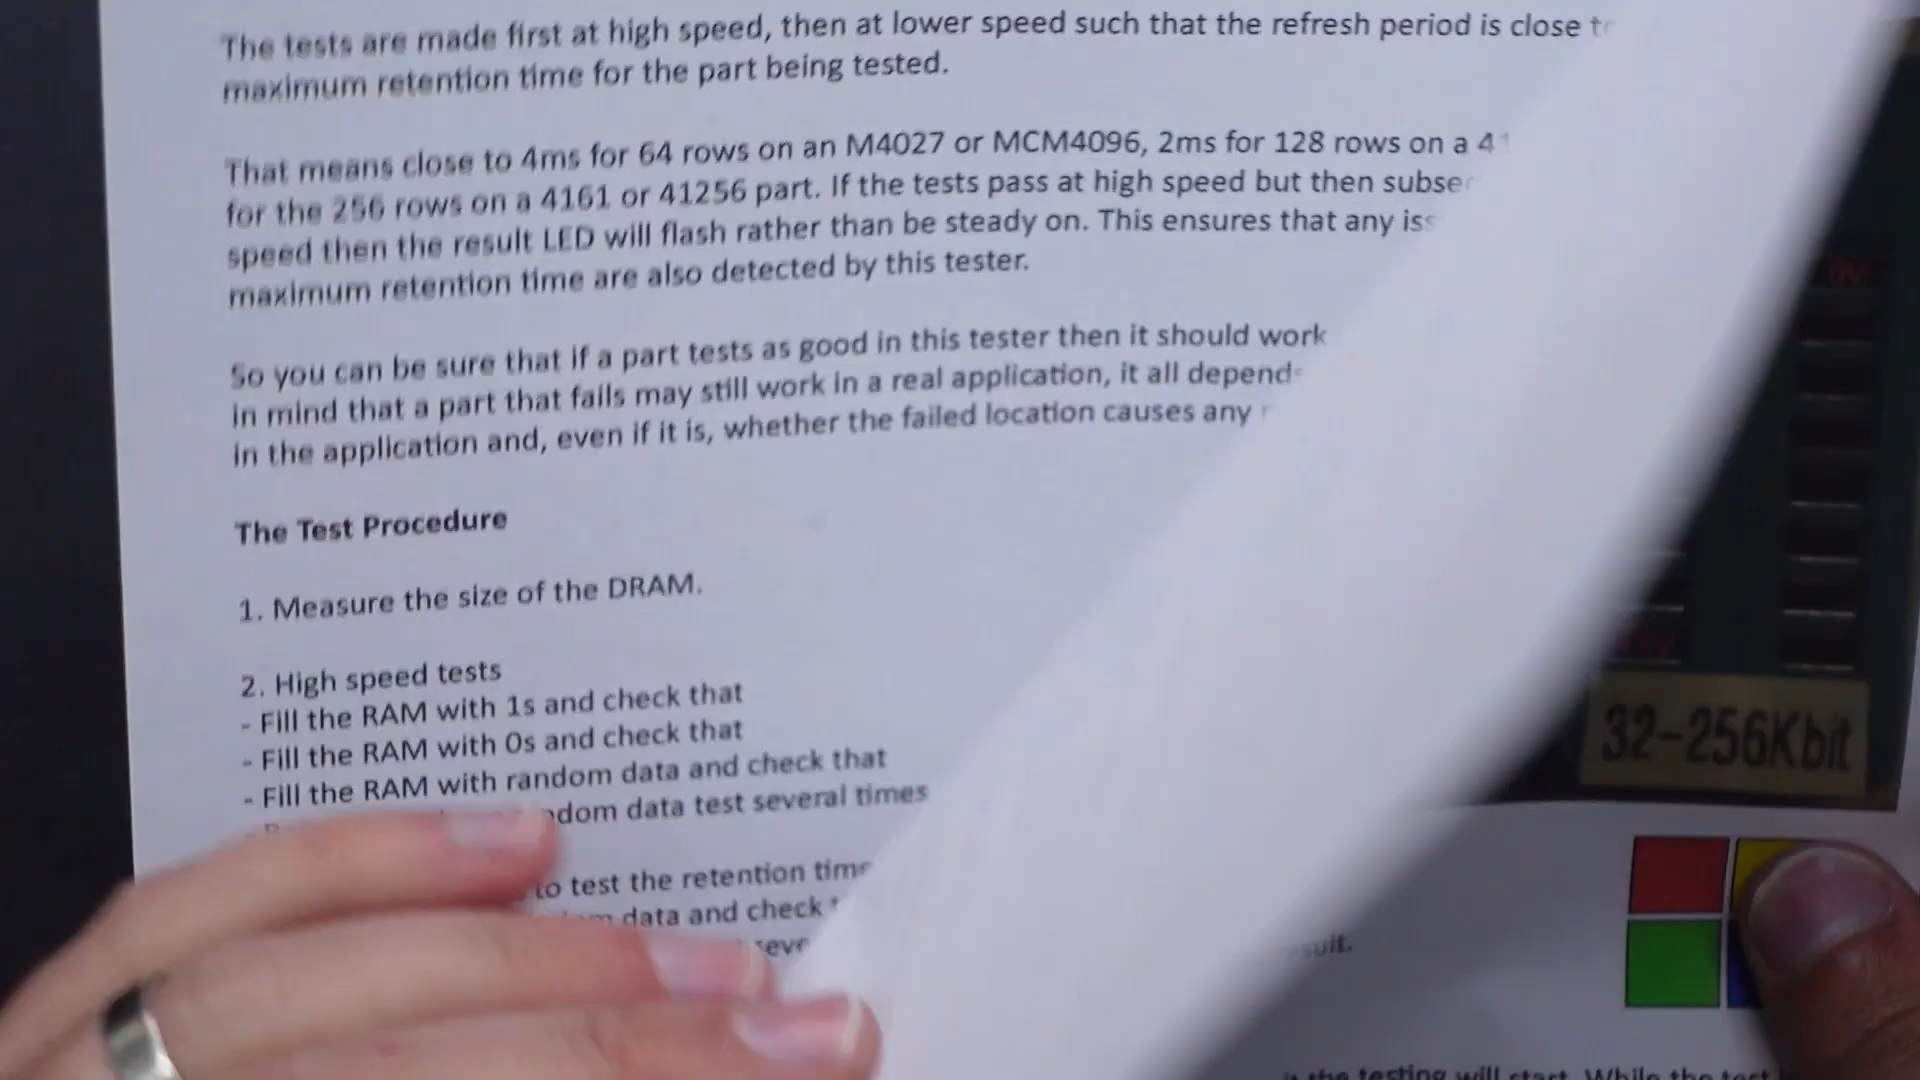 The tests are made first at high speed, then at lower speed such that the refresh period is close
maximum retention time for the part being tested.
That means close to 4ms for 64 rows on an M4027 or MCM4096, 2ms for 128 rows on a
for the 256 rows on a 4161 or 41256 part. If the tests pass at high speed but then
speed then the result LED will flash rather than be steady on. This ensures that any
maximum retention time are also detected by this tester.
So you can be sure that if a part tests as good in this tester then it should work
in mind that a part that fails may still work in a real application, it all
in the application and, even if it is, whether the failed location causes any
The Test Procedure
1. Measure the size of the DRAM.
2. High speed tests
- Fill the RAM with 1s and check that
- Fill the RAM with 0s and check that
- Fill the RAM with random data and check that
data test several times
to test the retention
data and check
32-256Kbit
the testing will start. While the test